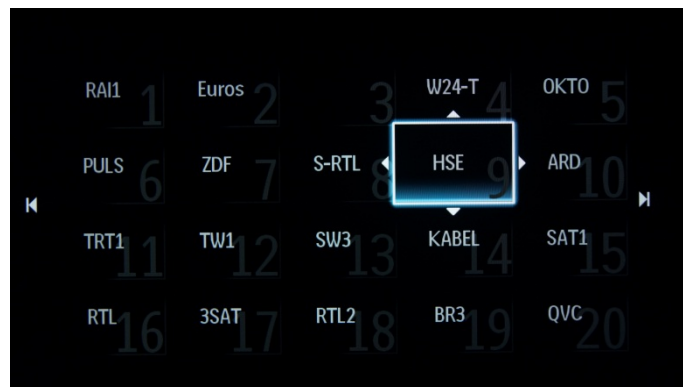 RAI1 1 Euros 2 3 W24-T 4 OKTO 5
PULS 6 ZDF 7 S-RTL 8 HSE 9 ARD 10
TRT1 11 TW1 12 SW3 13 KABEL 14 SAT1 15
RTL 16 3SAT 17 RTL2 18 BR3 19 QVC 20